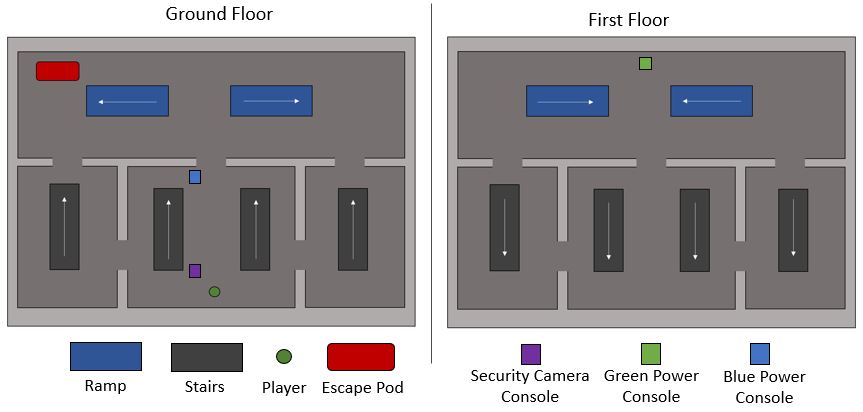 Ground Floor
First Floor
Ramp
Stairs
Player
Escape Pod
Security Camera
Console
Green Power
Console
Blue Power
Console